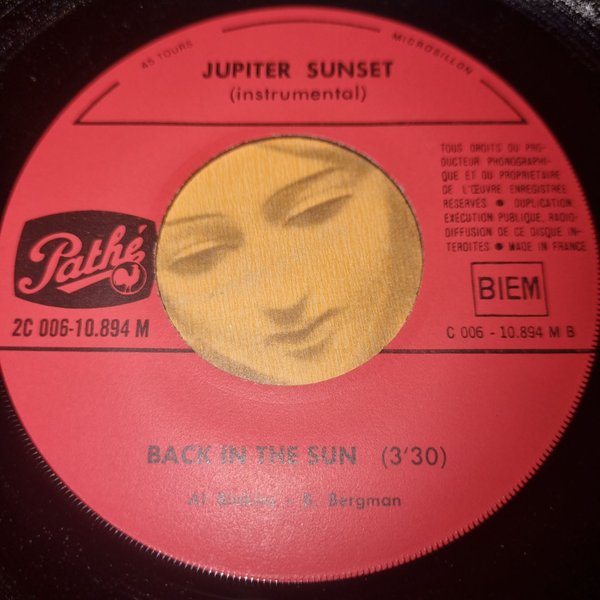 45 TOURS
MICROSILLON
JUPITER SUNSET
(instrumental)
TOUS DROITS DU PRO-
DUCTEUR PHONOGRAPHI-
QUE ET DU PROPRIETAIRE
DE L'ŒUVRE ENREGISTREE
RESERVES ● DUPLICATION,
EXECUTION PUBLIQUE, RADIO-
DIFFUSION DE CE DISQUE IN-
TERDITES ● MADE IN FRANCE
Pathé
BIEM
2C 006-10.894 M
C 006 - 10.894 M B
BACK IN THE SUN (3'30)
Al - B. Bergman